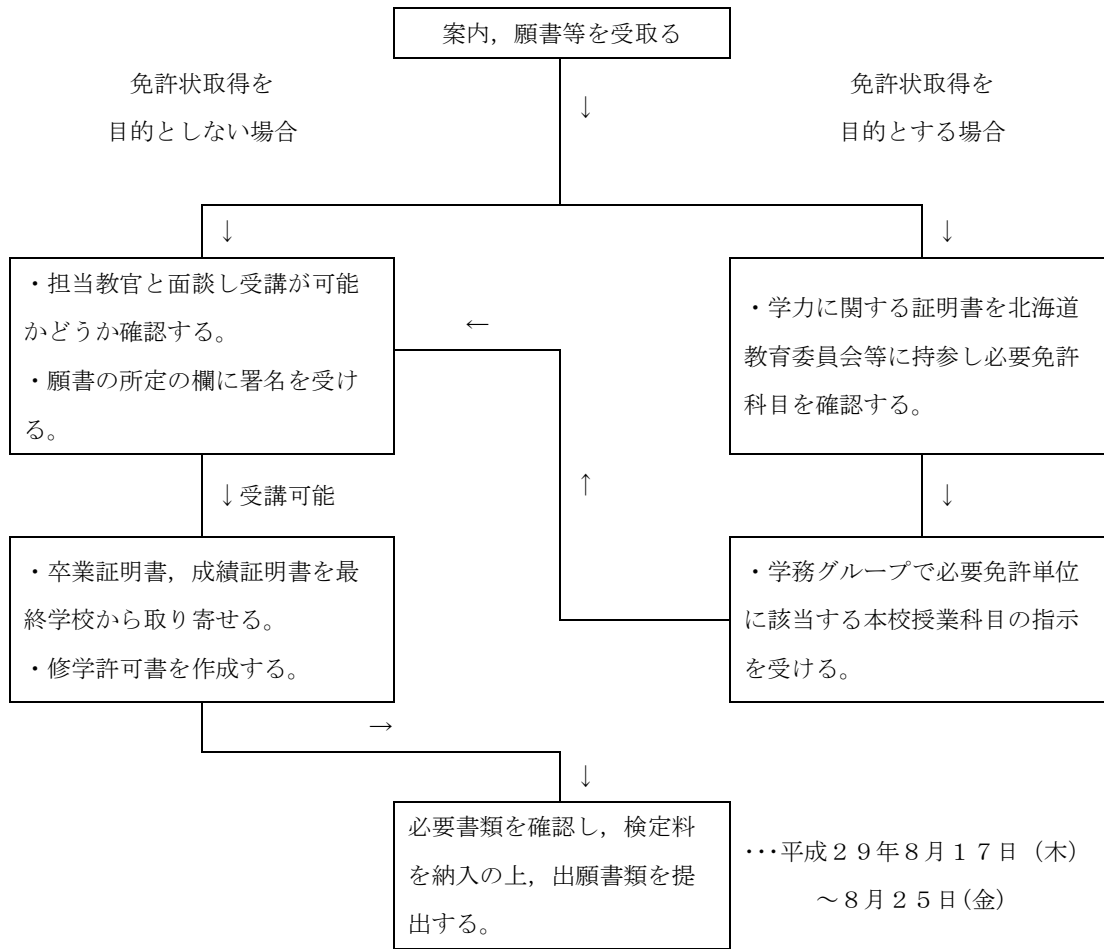 案内，願書等を受取る
免許状取得を
目的としない場合
↓
免許状取得を
目的とする場合
↓
↓
・担当教官と面談し受講が可能
かどうか確認する。
・願書の所定の欄に署名を受け
る。
←
・学力に関する証明書を北海道
教育委員会等に持参し必要免許
科目を確認する。
↓受講可能
↑
↓
・卒業証明書，成績証明書を最
終学校から取り寄せる。
・修学許可書を作成する。
・学務グループで必要免許単位
に該当する本校授業科目の指示
を受ける。
→
↓
必要書類を確認し，検定料
を納入の上，出願書類を提
出する。
･･･平成２９年８月１７日（木）
～８月２５日(金）